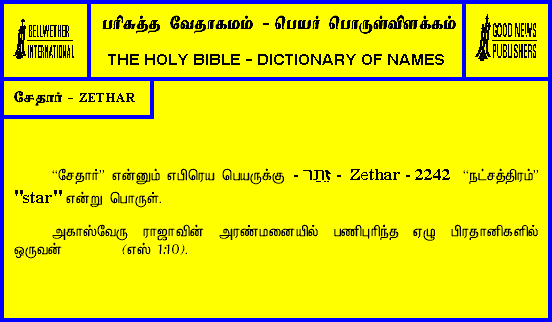 BELLWETHER
INTERNATIONAL
பரிசுத்த வேதாகமம் - பெயர் பொருள்விளக்கம்
THE HOLY BIBLE - DICTIONARY OF NAMES
GOOD NEWS
PUBLISHERS
சேதார் - ZETHAR
“சேதார்” என்னும் எபிரெய பெயருக்கு - זֵתָר - Zethar - 2242 “நட்சத்திரம்”
"star" என்று பொருள்.
அகாஸ்வேரு ராஜாவின் அரண்மனையில் பணிபுரிந்த ஏழு பிரதானிகளில்
ஒருவன் (எஸ் 1:10).